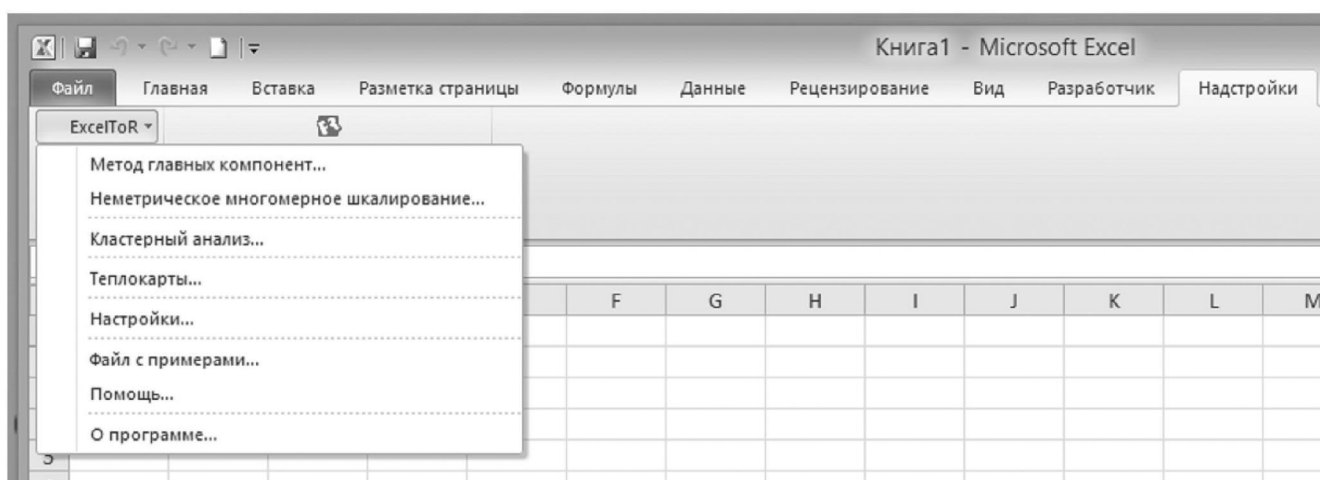 Книга1 - Microsoft Excel
Файл Главная Вставка Разметка страницы Формулы Данные Рецензирование Вид Разработчик Надстройки
ExcelToR
Метод главных компонент...
Неметрическое многомерное шкалирование...
Кластерный анализ...
Теплокарты...
F G H I J K L M
Настройки...
Файл с примерами...
Помощь...
О программе...
5